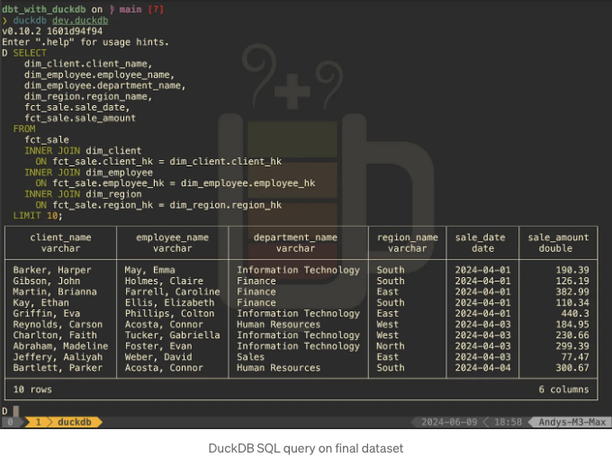 dbt_with_duckdb on main [?]
❯ duckdb dev.duckdb
v0.10.2 1601d94f94
Enter ".help" for usage hints.
D SELECT
dim_client.client_name,
dim_employee.employee_name,
dim_employee.department_name,
dim_region.region_name,
fct_sale.sale_date,
fct_sale.sale_amount
FROM
fct_sale
INNER JOIN dim_client
ON fct_sale.client_hk = dim_client.client_hk
INNER JOIN dim_employee
ON fct_sale.employee_hk = dim_employee.employee_hk
INNER JOIN dim_region
ON fct_sale.region_hk = dim_region.region_hk
LIMIT 10;
client_name employee_name department_name region_name sale_date sale_amount
varchar varchar varchar varchar date double
Barker, Harper May, Emma Information Technology South 2024-04-01 190.39
Gibson, John Holmes, Claire Finance South 2024-04-01 126.19
Martin, Brianna Farrell, Caroline Finance East 2024-04-01 382.99
Kay, Ethan Ellis, Elizabeth Finance South 2024-04-01 110.34
Griffin, Eva Phillips, Colton Information Technology East 2024-04-01 440.3
Reynolds, Carson Acosta, Connor Human Resources West 2024-04-03 184.95
Charlton, Faith Tucker, Gabriella Information Technology West 2024-04-03 230.66
Abraham, Madeline Foster, Evan Information Technology North 2024-04-03 299.39
Jeffery, Aaliyah Weber, David Sales East 2024-04-03 77.47
Bartlett, Parker Acosta, Connor Human Resources South 2024-04-04 300.67
10 rows 6 columns
D
0 1 duckdb 2024-06-09 18:58 Andys-M3-Max
DuckDB SQL query on final dataset